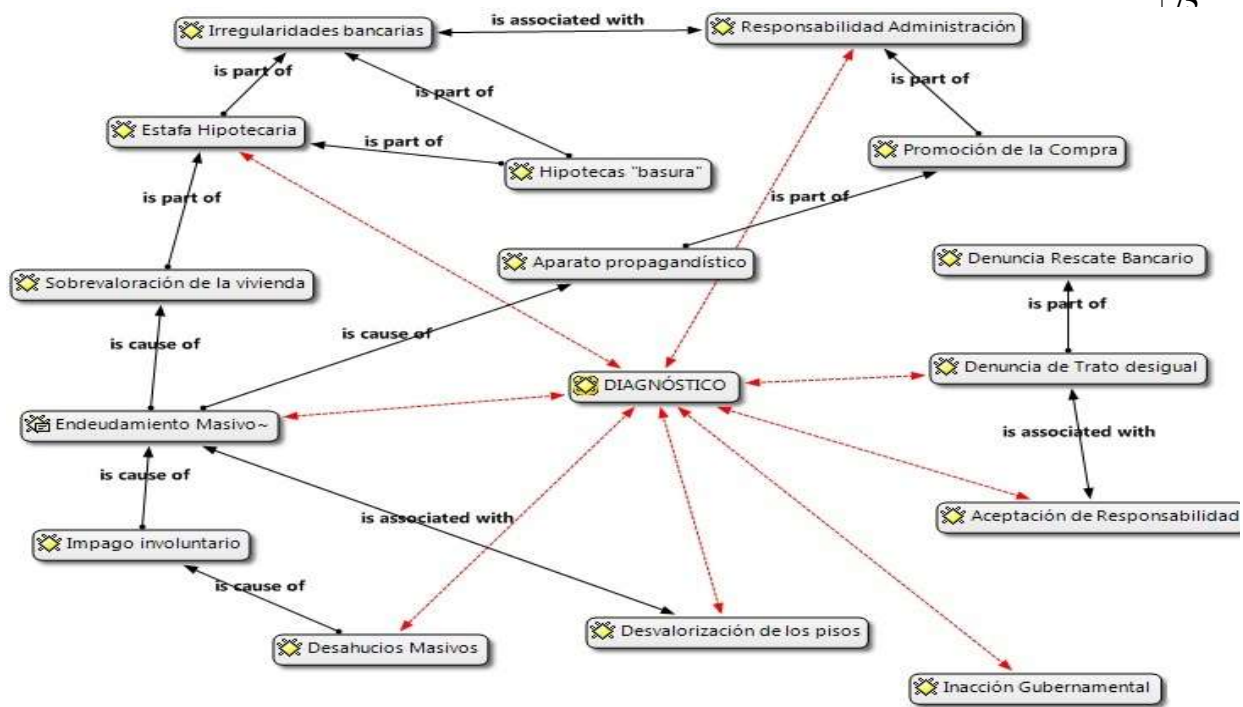 is associated with
Irregularidades bancarias
Responsabilidad Administración
is part of
is part of
is part of
Estafa Hipotecaria
is part of
Hipotecas "basura"
Promoción de la Compra
is part of
is part of
Aparato propagandístico
Denuncia Rescate Bancario
Sobrevaloración de la vivienda
is part of
is cause of
is cause of
Denuncia de Trato desigual
DIAGNÓSTICO
Endeudamiento Masivo~
is associated with
is cause of
is associated with
Aceptación de Responsabilidad
Impago involuntario
is cause of
Desvalorización de los pisos
Desahucios Masivos
Inacción Gubernamental